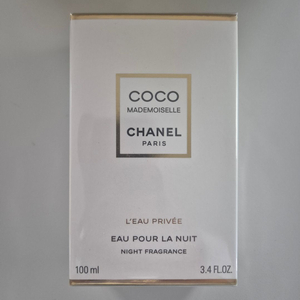 COCO
MADEMOISELLE
CHANEL
PARIS
L'EAU PRIVÉE
EAU POUR LA NUIT
NIGHT FRAGRANCE
100 ml 3.4 FL.OZ.